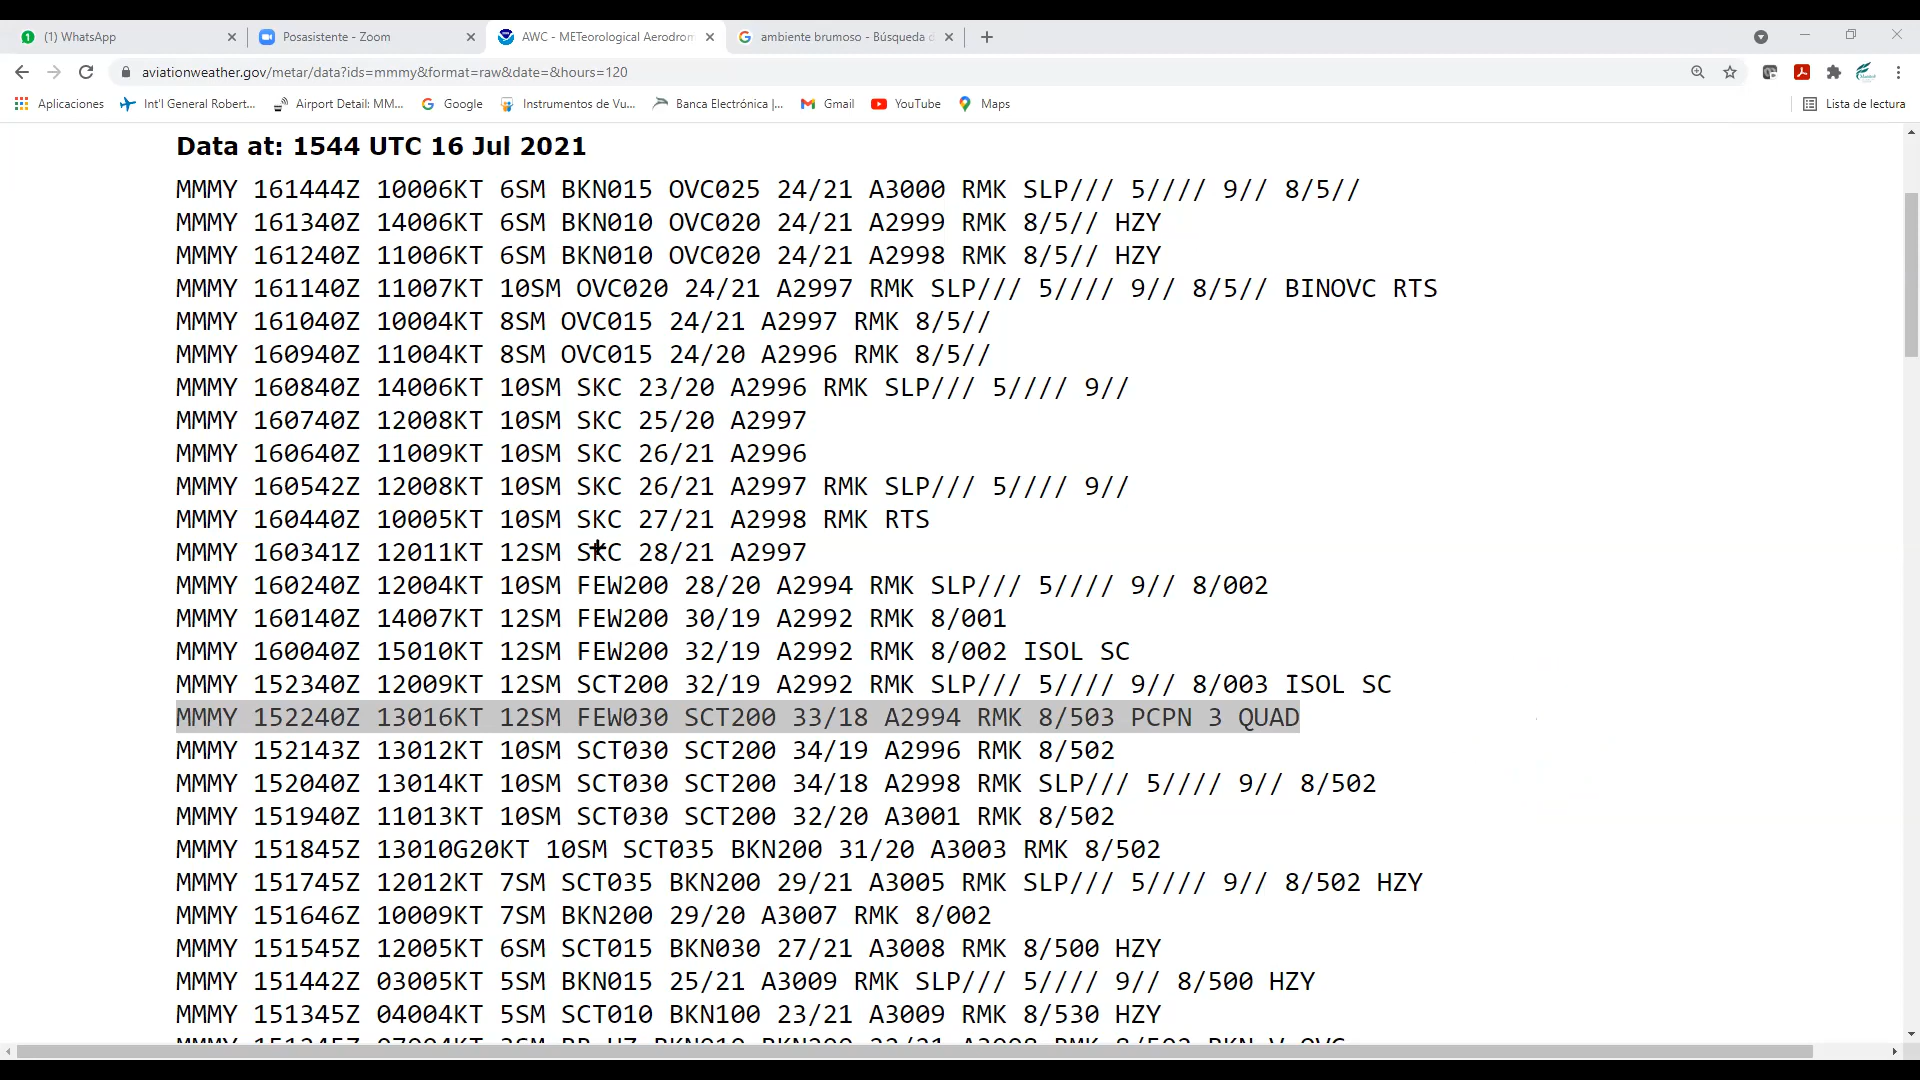 (1) WhatsApp
Posasistente - Zoom
AWC - METeorological Aerodrom
ambiente brumoso - Búsqueda d
aviationweather.gov/metar/data?ids=mmmy&format=raw&date=&hours=120
Aplicaciones
Int'l General Robert...
Airport Detail: MM...
Google
Instrumentos de Vu...
Banca Electrónica |...
Gmail
YouTube
Maps
Lista de lectura
Data at: 1544 UTC 16 Jul 2021
MMMY 161444Z 10006KT 6SM BKN015 OVC025 24/21 A3000 RMK SLP/// 5//// 9// 8/5//
MMMY 161340Z 14006KT 6SM BKN010 OVC020 24/21 A2999 RMK 8/5// HZY
MMMY 161240Z 11006KT 6SM BKN010 OVC020 24/21 A2998 RMK 8/5// HZY
MMMY 161140Z 11007KT 10SM OVC020 24/21 A2997 RMK SLP/// 5//// 9// 8/5// BINOVC RTS
MMMY 161040Z 10004KT 8SM OVC015 24/21 A2997 RMK 8/5//
MMMY 160940Z 11004KT 8SM OVC015 24/20 A2996 RMK 8/5//
MMMY 160840Z 14006KT 10SM SKC 23/20 A2996 RMK SLP/// 5//// 9//
MMMY 160740Z 12008KT 10SM SKC 25/20 A2997
MMMY 160640Z 11009KT 10SM SKC 26/21 A2996
MMMY 160542Z 12008KT 10SM SKC 26/21 A2997 RMK SLP/// 5//// 9//
MMMY 160440Z 10005KT 10SM SKC 27/21 A2998 RMK RTS
MMMY 160341Z 12011KT 12SM SKC 28/21 A2997
MMMY 160240Z 12004KT 10SM FEW200 28/20 A2994 RMK SLP/// 5//// 9// 8/002
MMMY 160140Z 14007KT 12SM FEW200 30/19 A2992 RMK 8/001
MMMY 160040Z 15010KT 12SM FEW200 32/19 A2992 RMK 8/002 ISOL SC
MMMY 152340Z 12009KT 12SM SCT200 32/19 A2992 RMK SLP/// 5//// 9// 8/003 ISOL SC
MMMY 152240Z 13016KT 12SM FEW030 SCT200 33/18 A2994 RMK 8/503 PCPN 3 QUAD
MMMY 152143Z 13012KT 10SM SCT030 SCT200 34/19 A2996 RMK 8/502
MMMY 152040Z 13014KT 10SM SCT030 SCT200 34/18 A2998 RMK SLP/// 5//// 9// 8/502
MMMY 151940Z 11013KT 10SM SCT030 SCT200 32/20 A3001 RMK 8/502
MMMY 151845Z 13010G20KT 10SM SCT035 BKN200 31/20 A3003 RMK 8/502
MMMY 151745Z 12012KT 7SM SCT035 BKN200 29/21 A3005 RMK SLP/// 5//// 9// 8/502 HZY
MMMY 151646Z 10009KT 7SM BKN200 29/20 A3007 RMK 8/002
MMMY 151545Z 12005KT 6SM SCT015 BKN030 27/21 A3008 RMK 8/500 HZY
MMMY 151442Z 03005KT 5SM BKN015 25/21 A3009 RMK SLP/// 5//// 9// 8/500 HZY
MMMY 151345Z 04004KT 5SM SCT010 BKN100 23/21 A3009 RMK 8/530 HZY